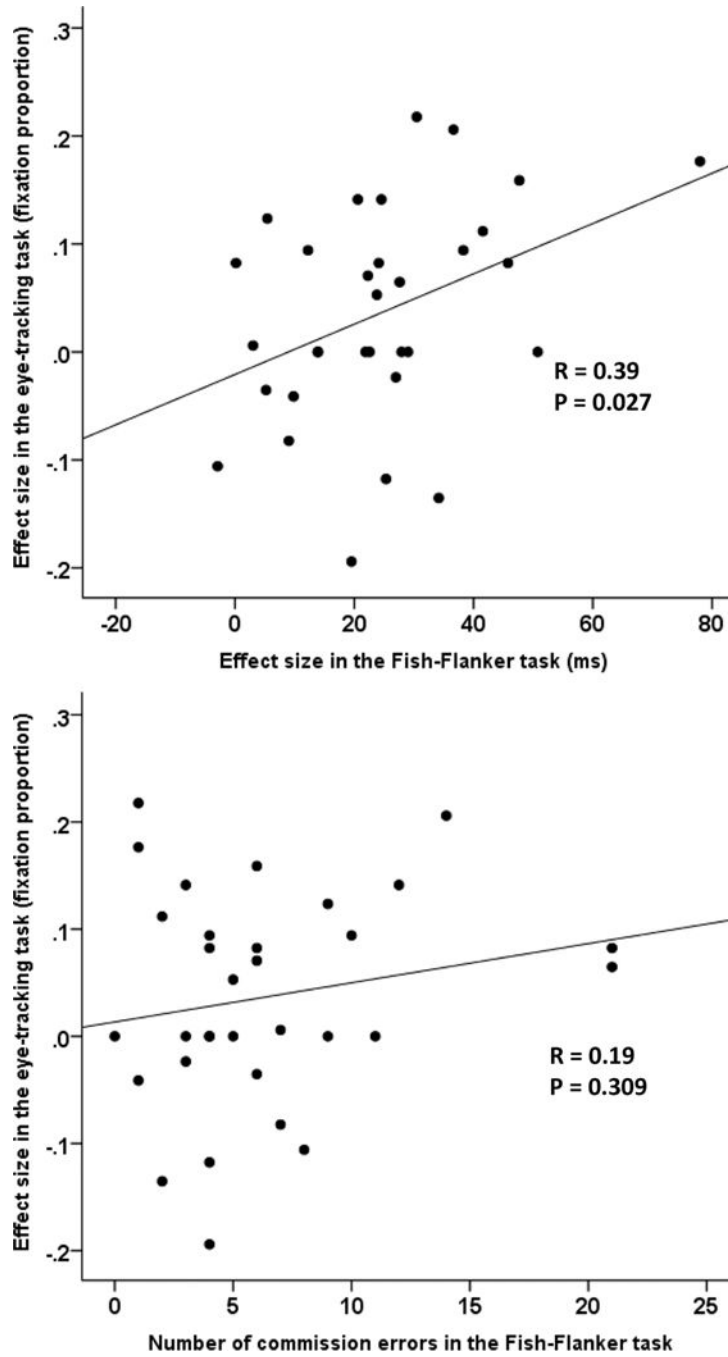 Effect size in the eye-tracking task (fixation proportion)
.3
.2
.1
.0
-.1
-.2
R = 0.39
P = 0.027
-20 0 20 40 60 80
Effect size in the Fish-Flanker task (ms)
Effect size in the eye-tracking task (fixation proportion)
.3
.2
.1
.0
-.1
-.2
R = 0.19
P = 0.309
0 5 10 15 20 25
Number of commission errors in the Fish-Flanker task